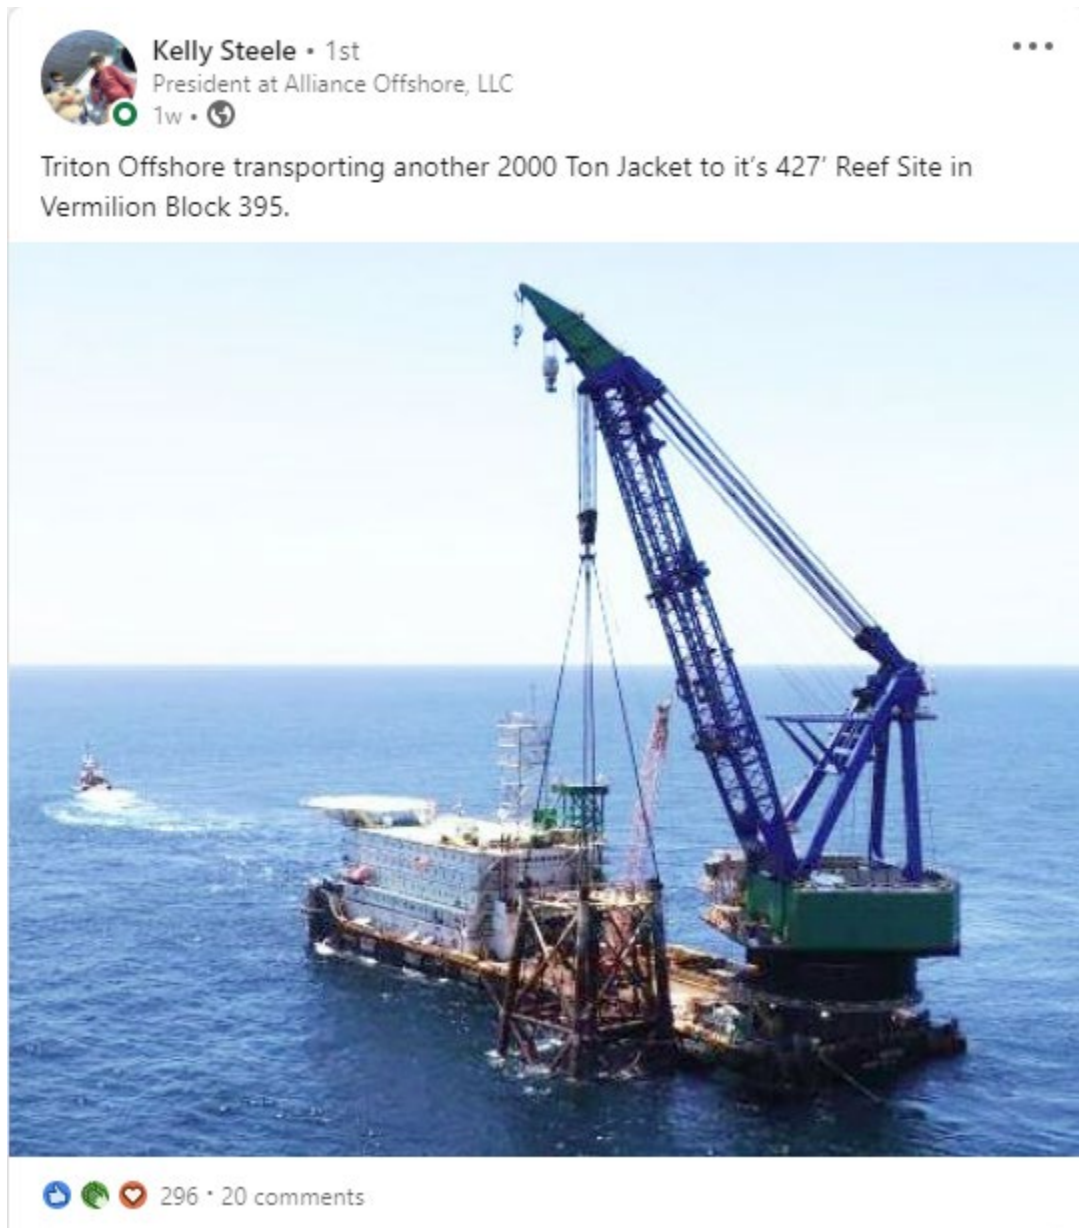 Kelly Steele • 1st
President at Alliance Offshore, LLC
1w •
Triton Offshore transporting another 2000 Ton Jacket to it's 427' Reef Site in
Vermilion Block 395.
296 • 20 comments